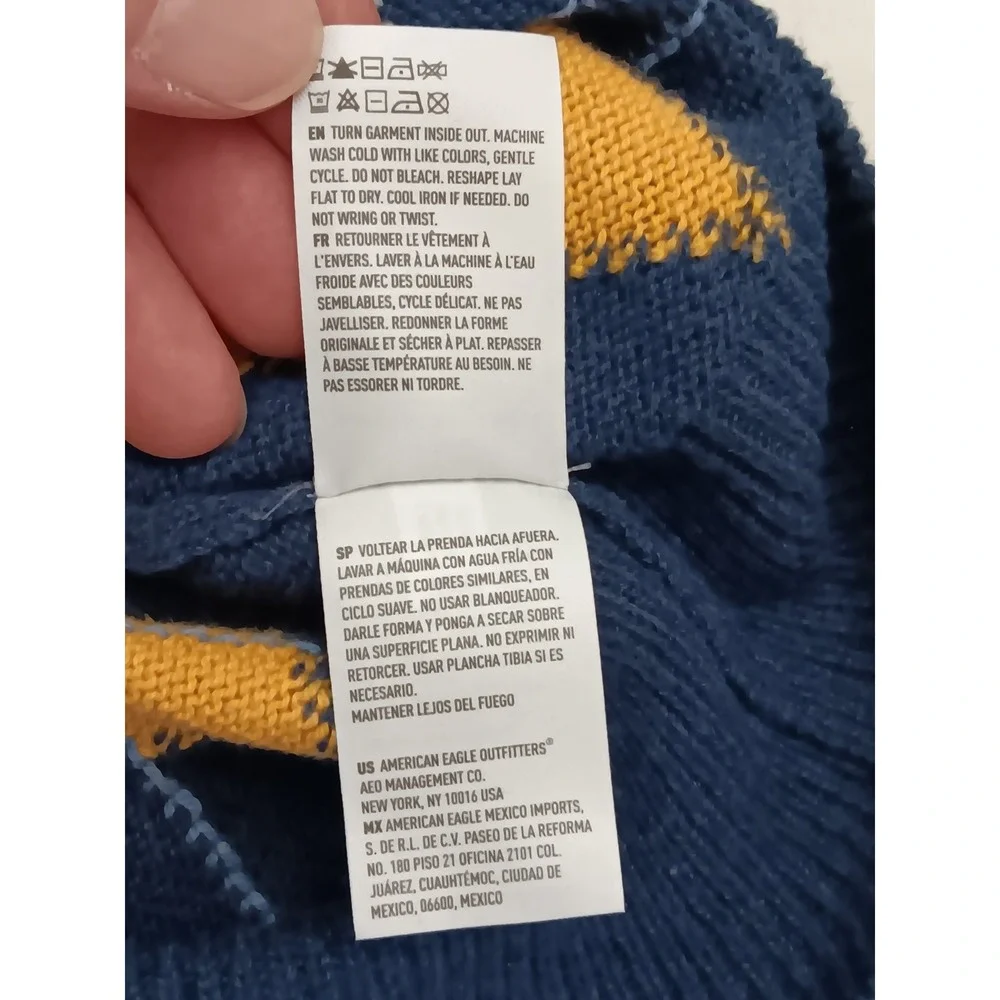 EN TURN GARMENT INSIDE OUT. MACHINE
WASH COLD WITH LIKE COLORS, GENTLE
CYCLE. DO NOT BLEACH. RESHAPE LAY
FLAT TO DRY. COOL IRON IF NEEDED. DO
NOT WRING OR TWIST.
FR RETOURNER LE VÊTEMENT À
L'ENVERS. LAVER À LA MACHINE À L'EAU
FROIDE AVEC DES COULEURS
SEMBLABLES, CYCLE DÉLICAT. NE PAS
JAVELLISER. REDONNER LA FORME
ORIGINALE ET SÉCHER À PLAT. REPASSER
À BASSE TEMPÉRATURE AU BESOIN. NE
PAS ESSORER NI TORDRE.
SP VOLTEAR LA PRENDA HACIA AFUERA.
LAVAR A MÁQUINA CON AGUA FRÍA CON
PRENDAS DE COLORES SIMILARES, EN
CICLO SUAVE. NO USAR BLANQUEADOR.
DARLE FORMA Y PONGA A SECAR SOBRE
UNA SUPERFICIE PLANA. NO EXPRIMIR NI
RETORCER. USAR PLANCHA TIBIA SI ES
NECESARIO.
MANTENER LEJOS DEL FUEGO
US AMERICAN EAGLE OUTFITTERS®
AEO MANAGEMENT CO.
NEW YORK, NY 10016 USA
MX AMERICAN EAGLE MEXICO IMPORTS,
S. DE R.L. DE C.V. PASEO DE LA REFORMA
NO. 180 PISO 21 OFICINA 2101 COL.
JUÁREZ, CUAUHTÉMOC, CIUDAD DE
MEXICO, 06600, MEXICO